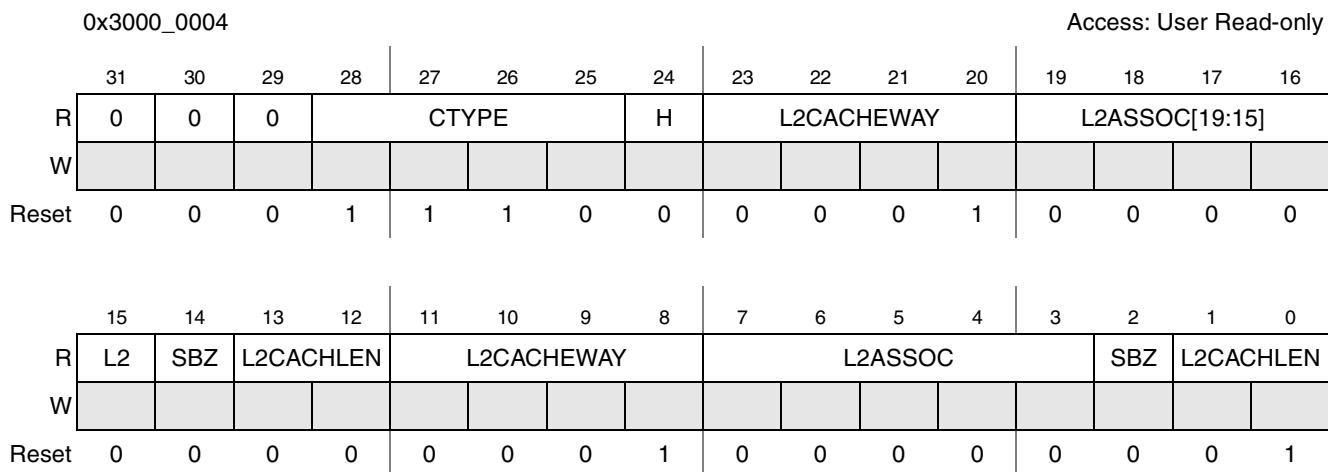 0x3000_0004 Access: User Read-only
31 30 29 28 27 26 25 24 23 22 21 20 19 18 17 16
R 0 0 0 CTYPE H L2CACHEWAY L2ASSOC[19:15]
W
Reset 0 0 0 1 1 1 0 0 0 0 0 1 0 0 0 0
15 14 13 12 11 10 9 8 7 6 5 4 3 2 1 0
R L2 SBZ L2CACHLEN L2CACHEWAY L2ASSOC SBZ L2CACHLEN
W
Reset 0 0 0 0 0 0 0 1 0 0 0 0 0 0 0 1